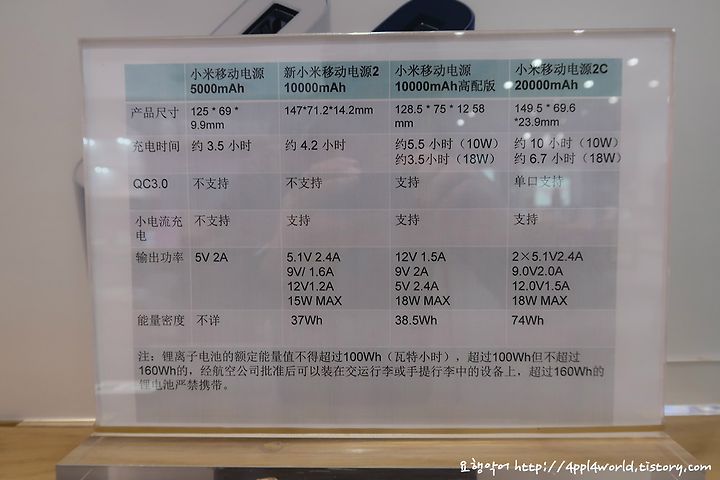 小米移动电源 新小米移动电源2 小米移动电源 小米移动电源2C
5000mAh 10000mAh 10000mAh高配版 20000mAh
产品尺寸 125 * 69 * 147*71.2*14.2mm 128.5 * 75 * 12 58 149 5 * 69.6
9.9mm mm *23.9mm
充电时间 约 3.5 小时 约 4.2 小时 约5.5 小时（10W） 约 10 小时（10W）
约3.5小时（18W） 约 6.7 小时（18W）
QC3.0 不支持 不支持 支持 单口支持
小电流充 不支持 支持 支持 支持
电
输出功率 5V 2A 5.1V 2.4A 12V 1.5A 2×5.1V2.4A
9V/ 1.6A 9V 2A 9.0V2.0A
12V1.2A 5V 2.4A 12.0V1.5A
15W MAX 18W MAX 18W MAX
能量密度 不详 37Wh 38.5Wh 74Wh
注：锂离子电池的额定能量值不得超过100Wh（瓦特小时），超过100Wh但不超过
160Wh的，经航空公司批准后可以装在交运行李或手提行李中的设备上，超过160Wh的
锂电池严禁携带。
요행악어 http://4ppl4world.tistory.com